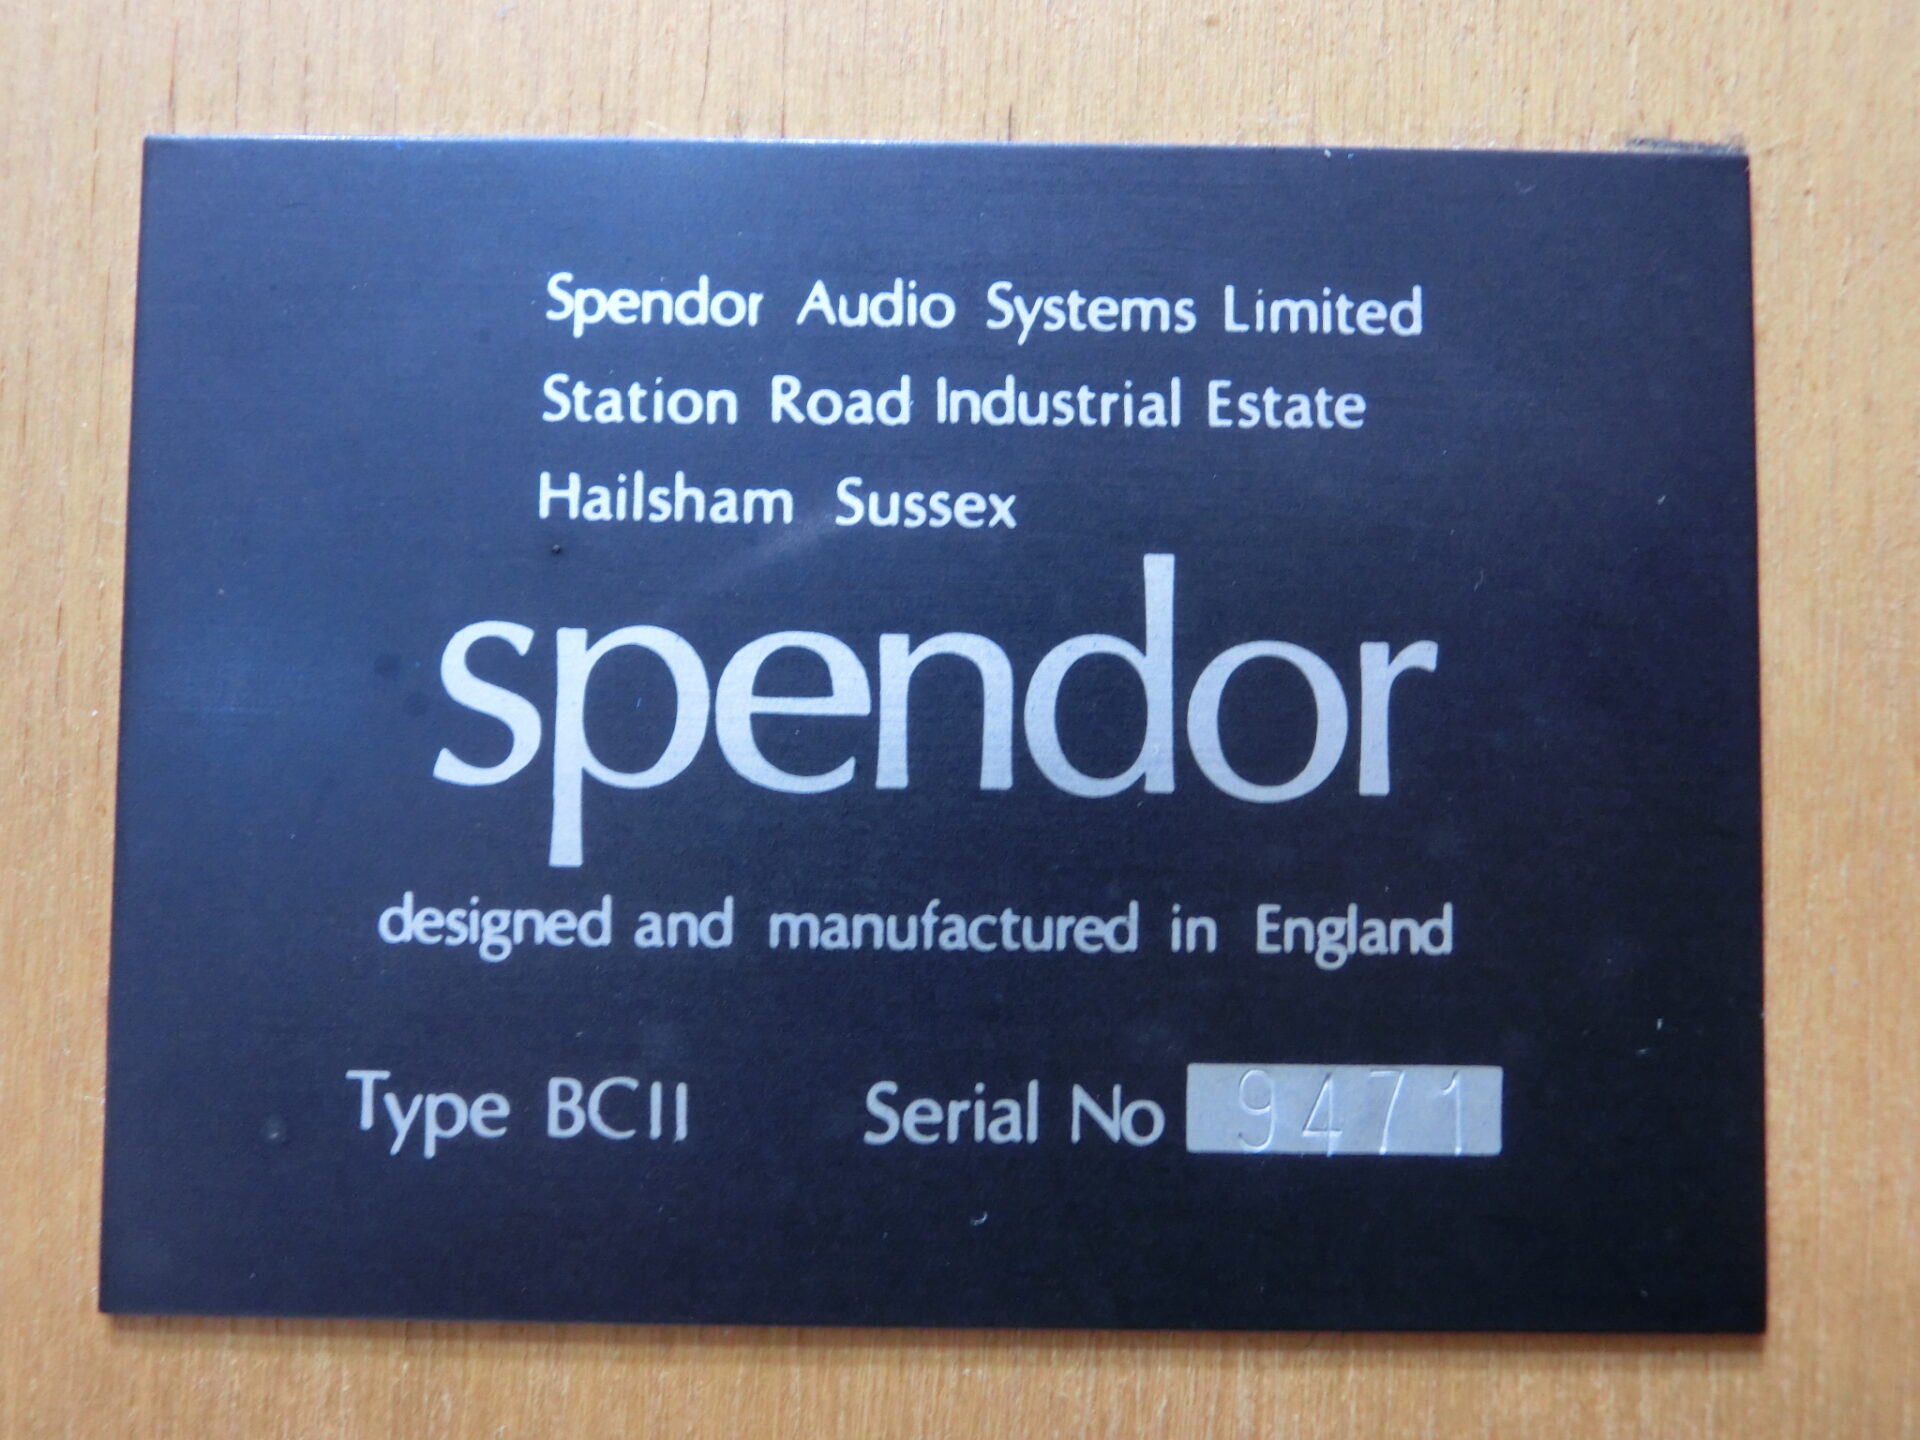 Spendor Audio Systems Limited
Station Road Industrial Estate
Hailsham Sussex
spendor
designed and manufactured in England
Type BCII Serial No 9471